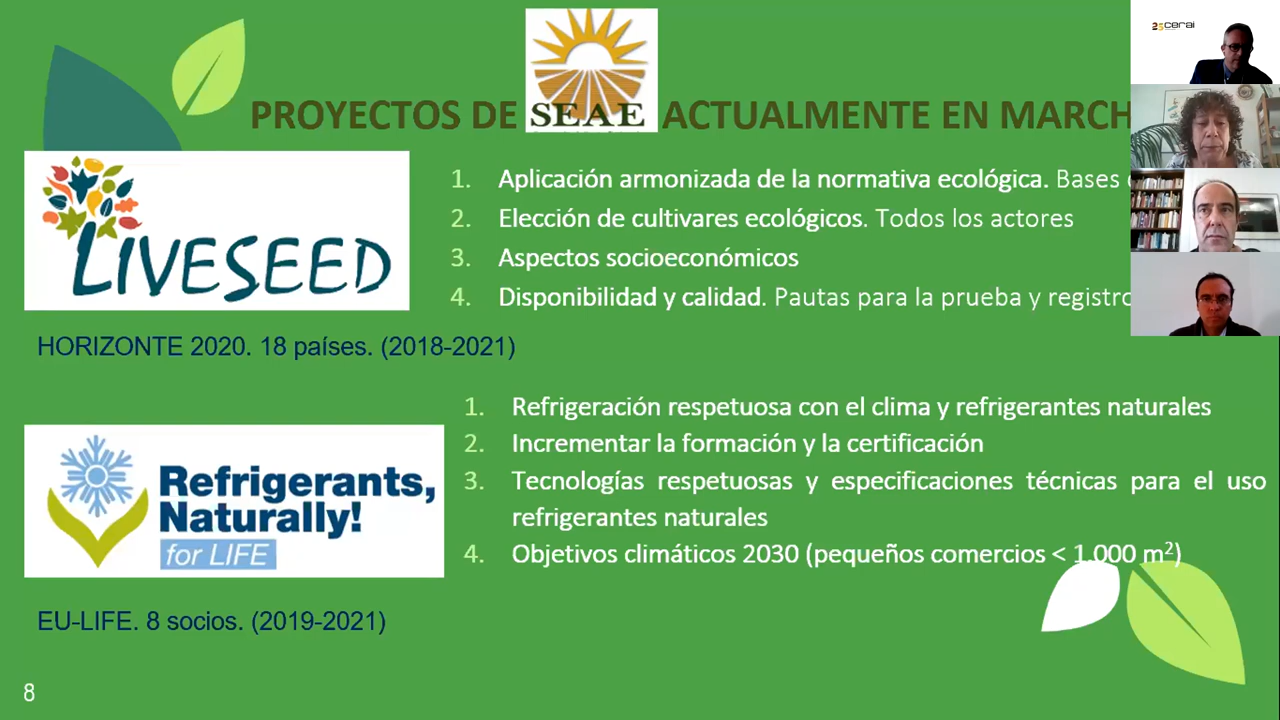 25 cerai
PROYECTOS DE SEAE ACTUALMENTE EN MARCH
LIVESEED
1. Aplicación armonizada de la normativa ecológica. Bases
2. Elección de cultivares ecológicos. Todos los actores
3. Aspectos socioeconómicos
4. Disponibilidad y calidad. Pautas para la prueba y registro
HORIZONTE 2020. 18 países. (2018-2021)
Refrigerants,
Naturally!
for LIFE
1. Refrigeración respetuosa con el clima y refrigerantes naturales
2. Incrementar la formación y la certificación
3. Tecnologías respetuosas y especificaciones técnicas para el uso
refrigerantes naturales
4. Objetivos climáticos 2030 (pequeños comercios < 1.000 m²)
EU-LIFE. 8 socios. (2019-2021)
8